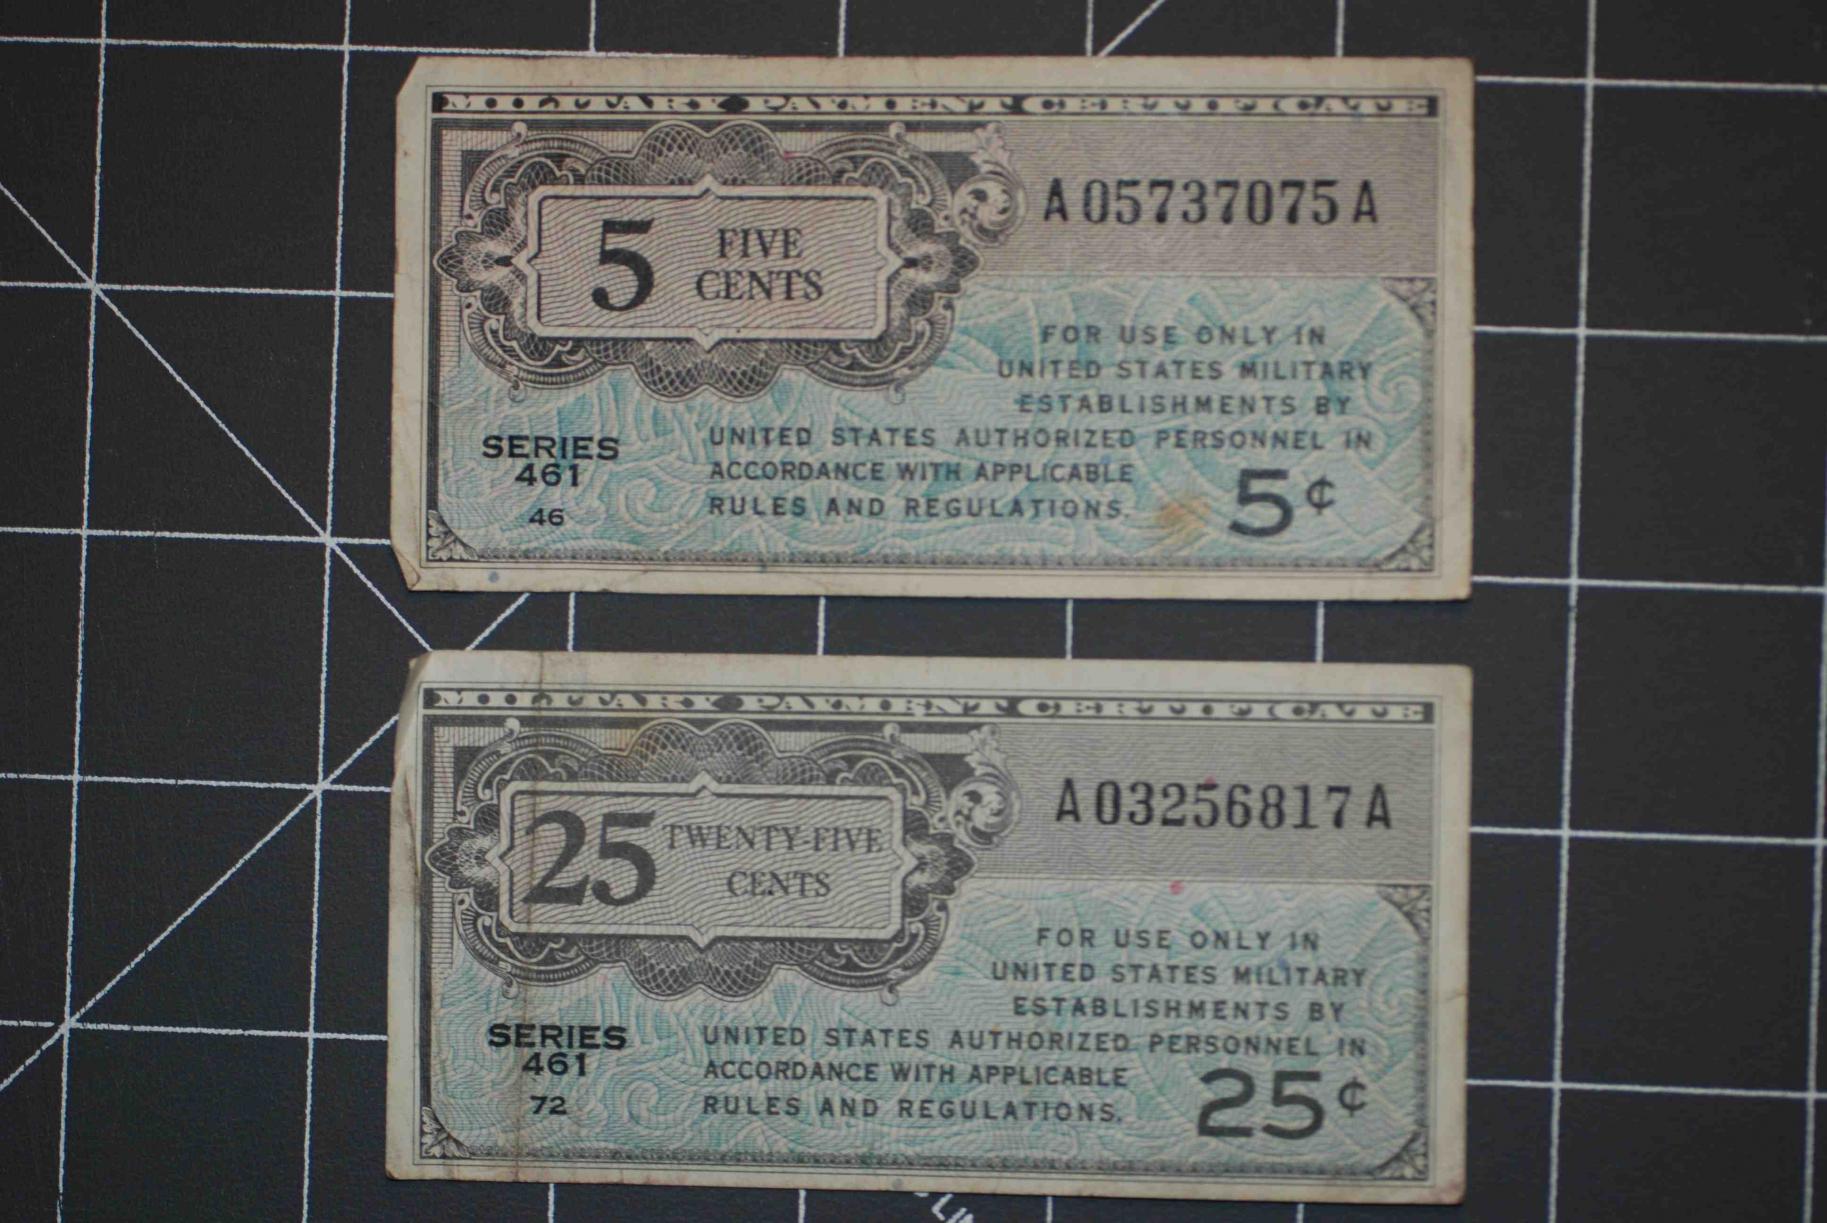 MILITARY PAYMENT CERTIFICATE
A05737075A
5 FIVE
CENTS
FOR USE ONLY IN
UNITED STATES MILITARY
ESTABLISHMENTS BY
UNITED STATES AUTHORIZED PERSONNEL IN
ACCORDANCE WITH APPLICABLE
RULES AND REGULATIONS.
SERIES
461
46
5¢
MILITARY PAYMENT CERTIFICATE
A03256817A
25 TWENTY-FIVE
CENTS
FOR USE ONLY IN
UNITED STATES MILITARY
ESTABLISHMENTS BY
UNITED STATES AUTHORIZED PERSONNEL IN
ACCORDANCE WITH APPLICABLE
RULES AND REGULATIONS.
SERIES
461
72
25¢